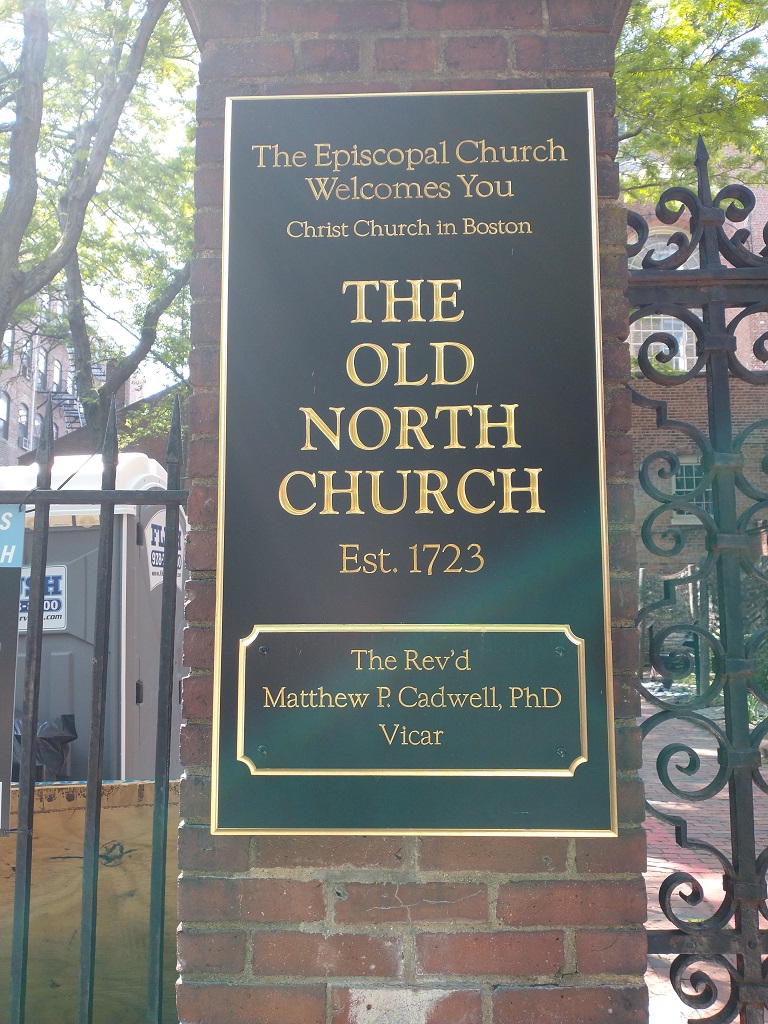 The Episcopal Church
Welcomes You
Christ Church in Boston
THE
OLD
NORTH
CHURCH
Est. 1723
The Rev'd
Matthew P. Cadwell, PhD
Vicar